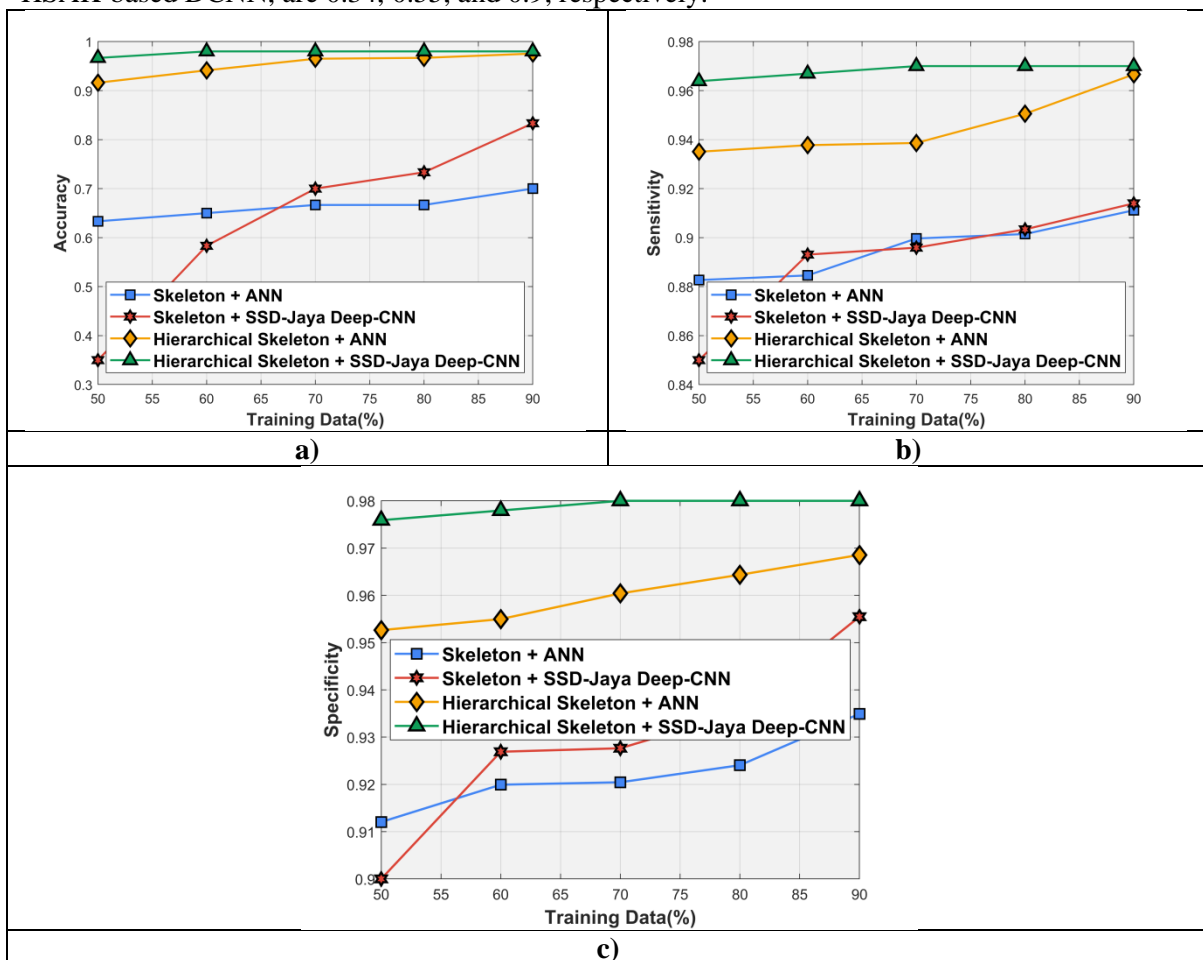 ASAR-based DCNN, are 0.54, 0.55, and 0.9, respectively.
1
0.9
0.8
0.7
0.6
0.5
0.4
0.3
Accuracy
Skeleton + ANN
Skeleton + SSD-Jaya Deep-CNN
Hierarchical Skeleton + ANN
Hierarchical Skeleton + SSD-Jaya Deep-CNN
50 55 60 65 70 75 80 85 90
Training Data(%)
a)
0.98
0.96
0.94
0.92
0.9
0.88
0.86
0.84
Sensitivity
Skeleton + ANN
Skeleton + SSD-Jaya Deep-CNN
Hierarchical Skeleton + ANN
Hierarchical Skeleton + SSD-Jaya Deep-CNN
50 55 60 65 70 75 80 85 90
Training Data(%)
b)
0.98
0.97
0.96
0.95
0.94
0.93
0.92
0.91
0.9
Specificity
Skeleton + ANN
Skeleton + SSD-Jaya Deep-CNN
Hierarchical Skeleton + ANN
Hierarchical Skeleton + SSD-Jaya Deep-CNN
50 55 60 65 70 75 80 85 90
Training Data(%)
c)